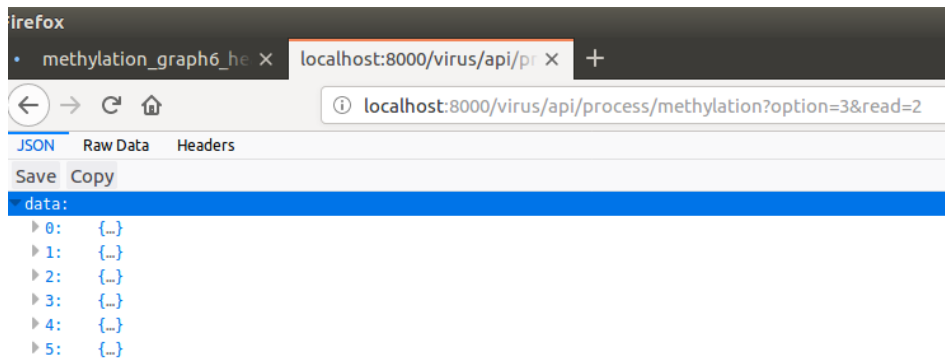 irefox
methylation_graph6_he × localhost:8000/virus/api/pr × +
localhost:8000/virus/api/process/methylation?option=3&read=2
JSON Raw Data Headers
Save Copy
data:
0: {…}
1: {…}
2: {…}
3: {…}
4: {…}
5: {…}